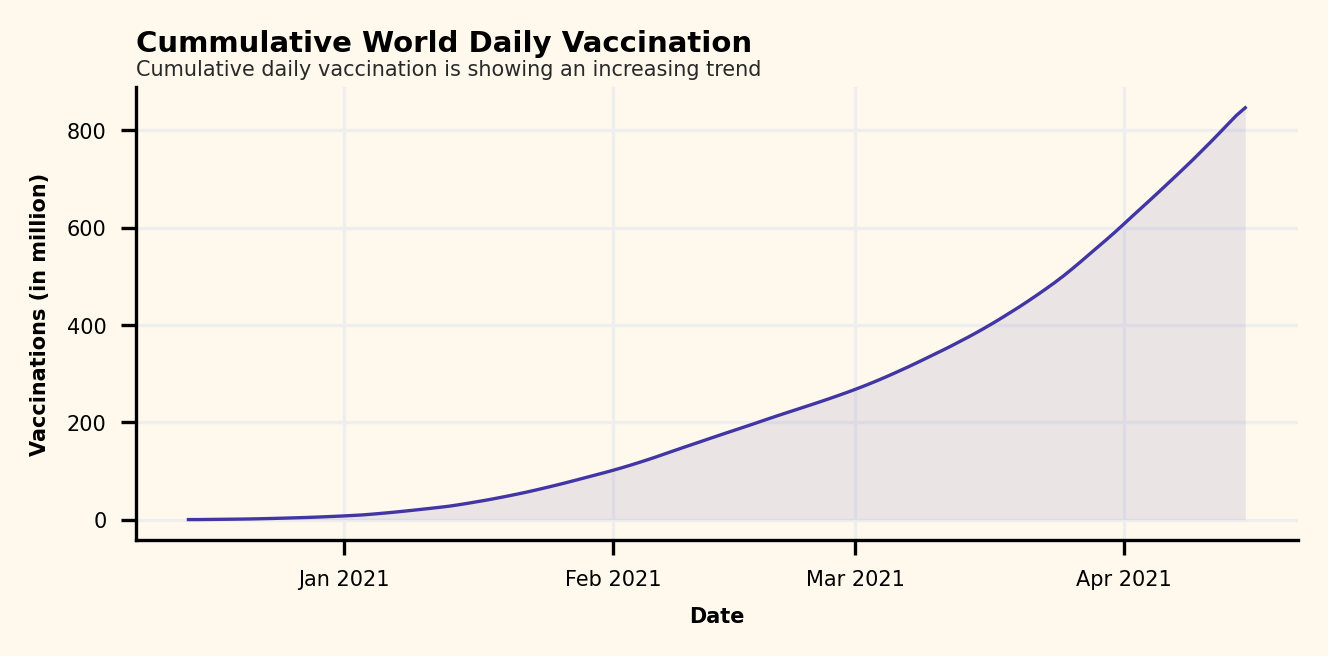 Cummulative World Daily Vaccination
Cumulative daily vaccination is showing an increasing trend
Vaccinations (in million)
800
600
400
200
0
Jan 2021
Feb 2021
Mar 2021
Apr 2021
Date